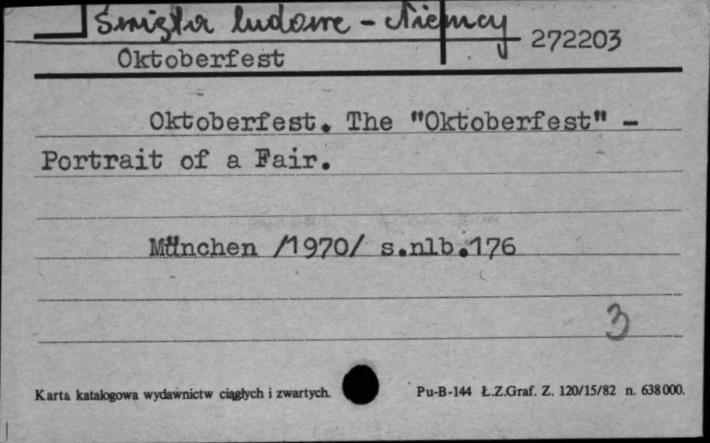 Święta ludowe - Niemcy
272203
Oktoberfest
Oktoberfest. The "Oktoberfest" -
Portrait of a Fair.
München /1970/ s.nlb.176
3
Karta katalogowa wydawnictw ciągłych i zwartych. Pu-B-144 Ł.Z.Graf. Z. 120/15/82 n. 638000.